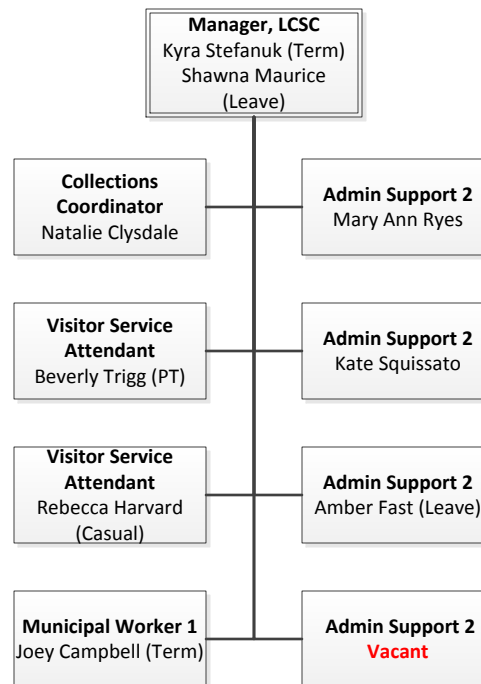 Manager, LCSC
Kyra Stefanuk (Term)
Shawna Maurice
(Leave)
Collections
Coordinator
Natalie Clysdale
Admin Support 2
Mary Ann Ryes
Visitor Service
Attendant
Beverly Trigg (PT)
Admin Support 2
Kate Squissato
Visitor Service
Attendant
Rebecca Harvard
(Casual)
Admin Support 2
Amber Fast (Leave)
Municipal Worker 1
Joey Campbell (Term)
Admin Support 2
Vacant